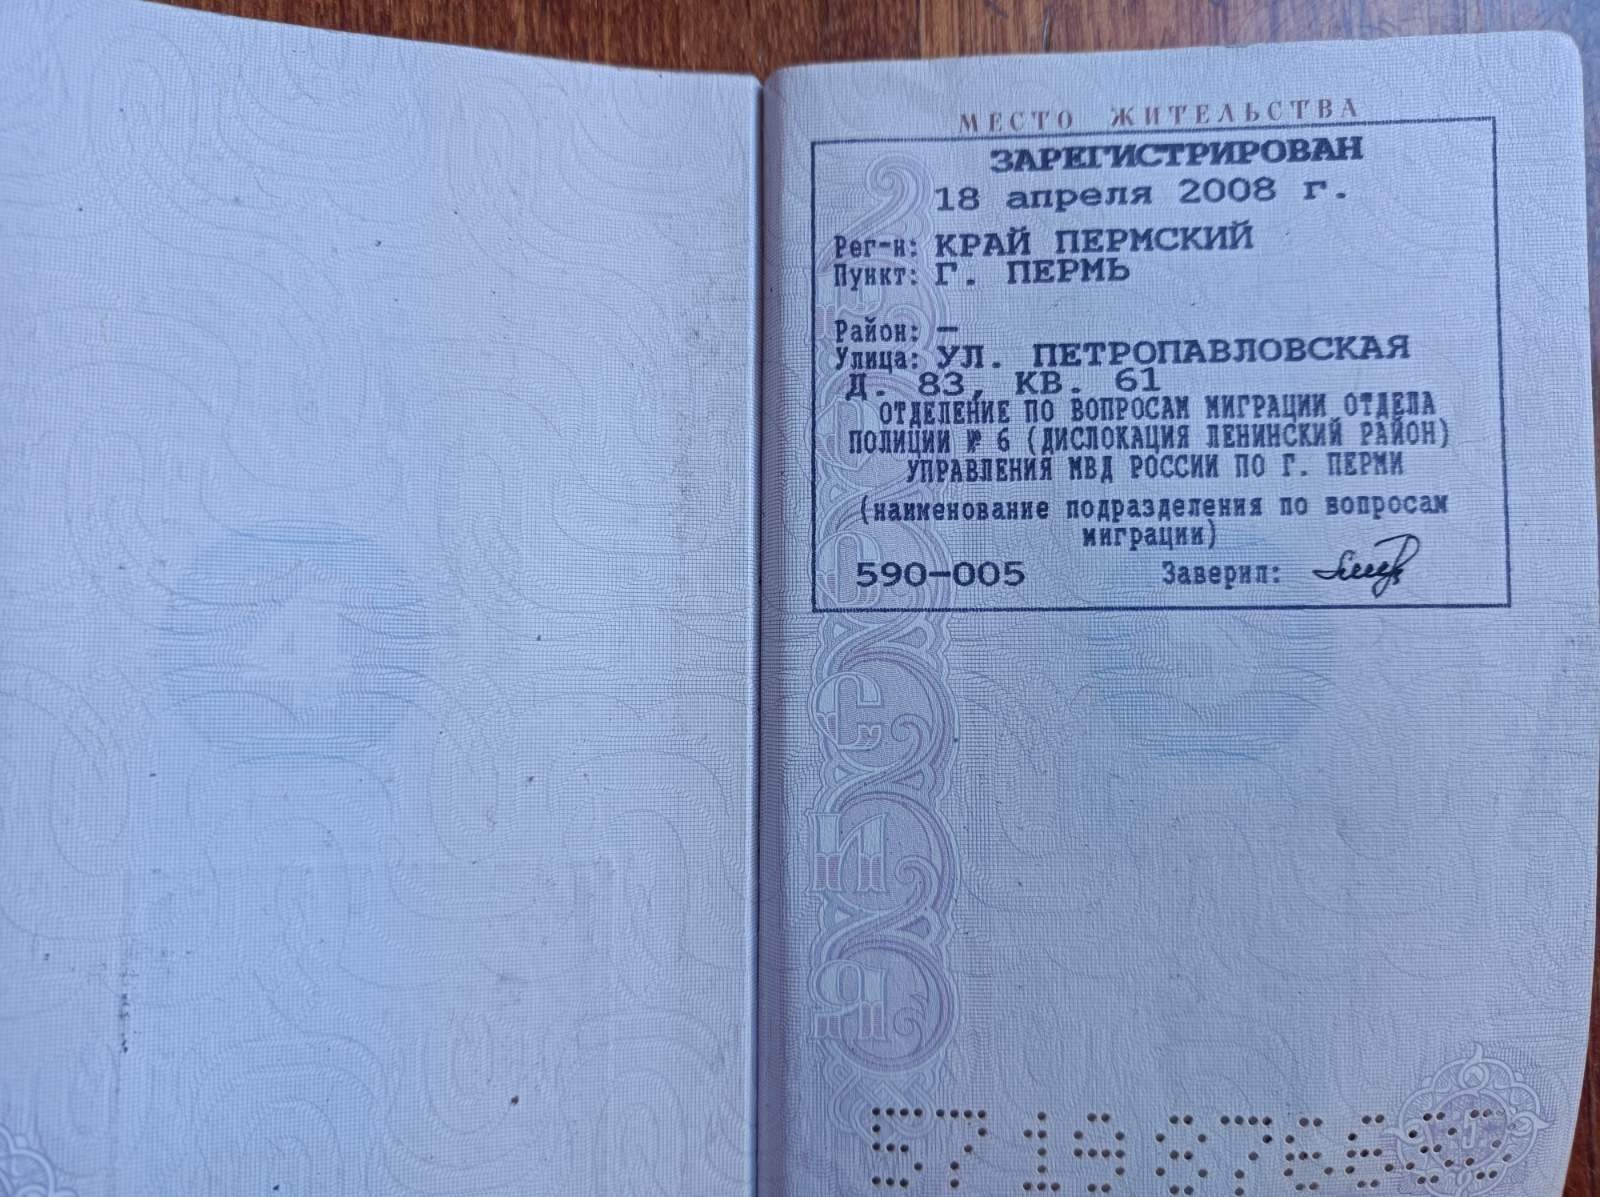 МЕСТО ЖИТЕЛЬСТВА
ЗАРЕГИСТРИРОВАН
18 апреля 2008 г.
Рег-н: КРАЙ ПЕРМСКИЙ
Пункт: Г. ПЕРМЬ
Район: —
Улица: УЛ. ПЕТРОПАВЛОВСКАЯ
Д. 83, КВ. 61
ОТДЕЛЕНИЕ ПО ВОПРОСАМ МИГРАЦИИ ОТДЕЛА
ПОЛИЦИИ № 6 (ДИСЛОКАЦИЯ ЛЕНИНСКИЙ РАЙОН)
УПРАВЛЕНИЯ МВД РОССИИ ПО Г. ПЕРМИ
(наименование подразделения по вопросам
миграции)
590-005 Заверил:
57 19